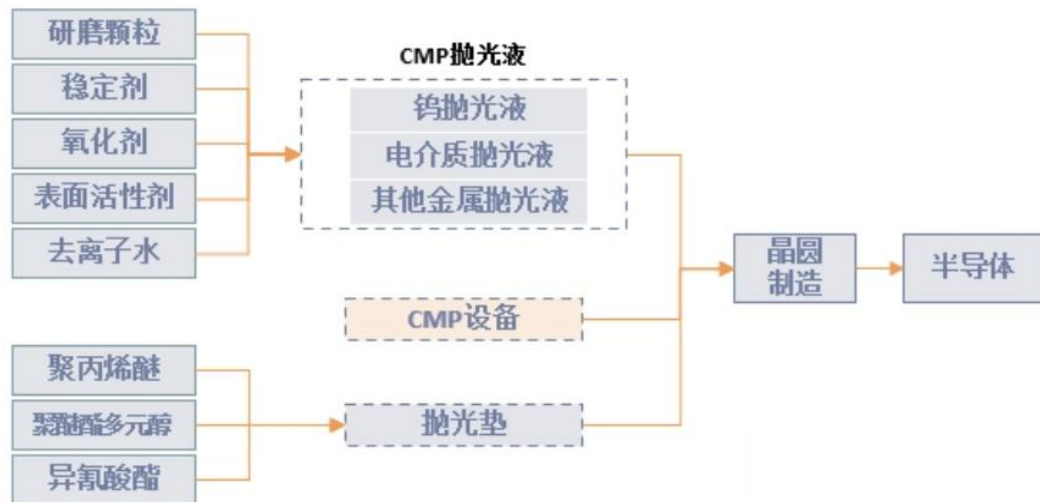 研磨颗粒
稳定剂
氧化剂
表面活性剂
去离子水
CMP抛光液
钨抛光液
电介质抛光液
其他金属抛光液
CMP设备
聚丙烯醚
聚醚酯多元醇
异氰酸酯
抛光垫
晶圆
制造
半导体